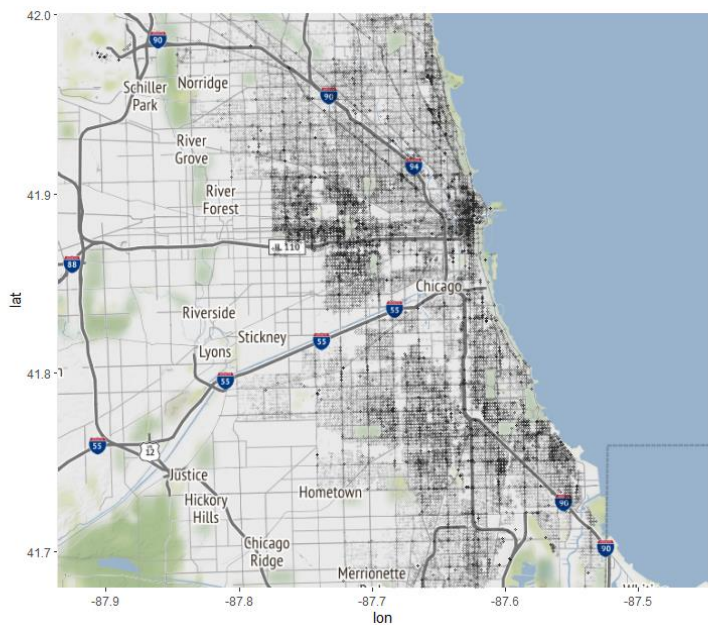 42.0
90
Schiller
Park
Norridge
90
River
Grove
94
41.9
River
Forest
110
88
Chicago
lat
Riverside
55
Stickney
55
Lyons
41.8
55
55
12
Justice
Hometown
Hickory
Hills
90
Chicago
Ridge
90
41.7
Merrionette
-87.9
-87.8
-87.7
-87.6
-87.5
lon